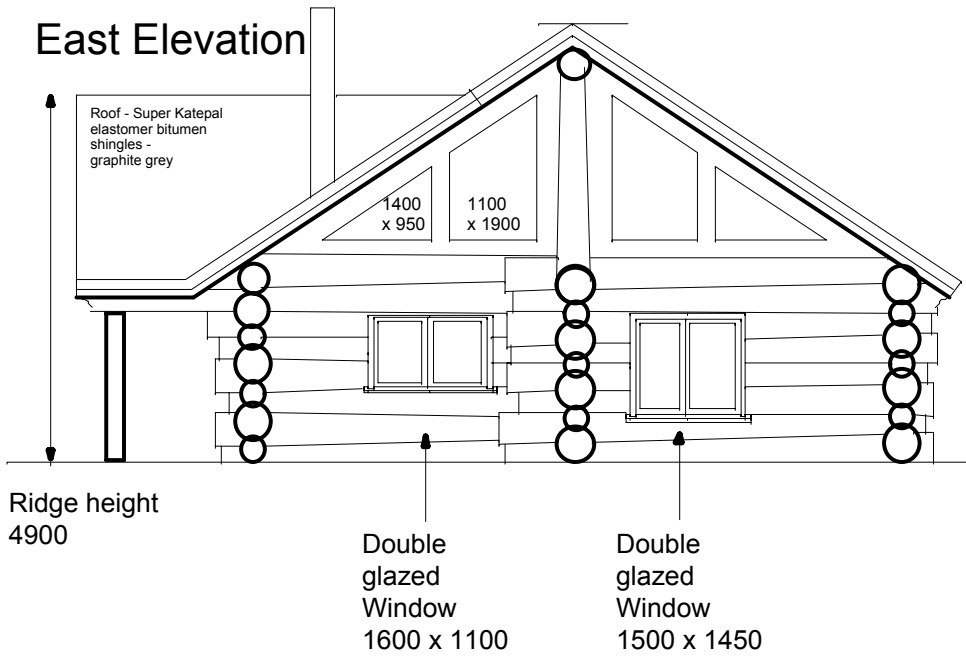 East Elevation
Roof - Super Katepal
elastomer bitumen
shingles -
graphite grey
1400
x 950
1100
x 1900
Ridge height
4900
Double
glazed
Window
1600 x 1100
Double
glazed
Window
1500 x 1450